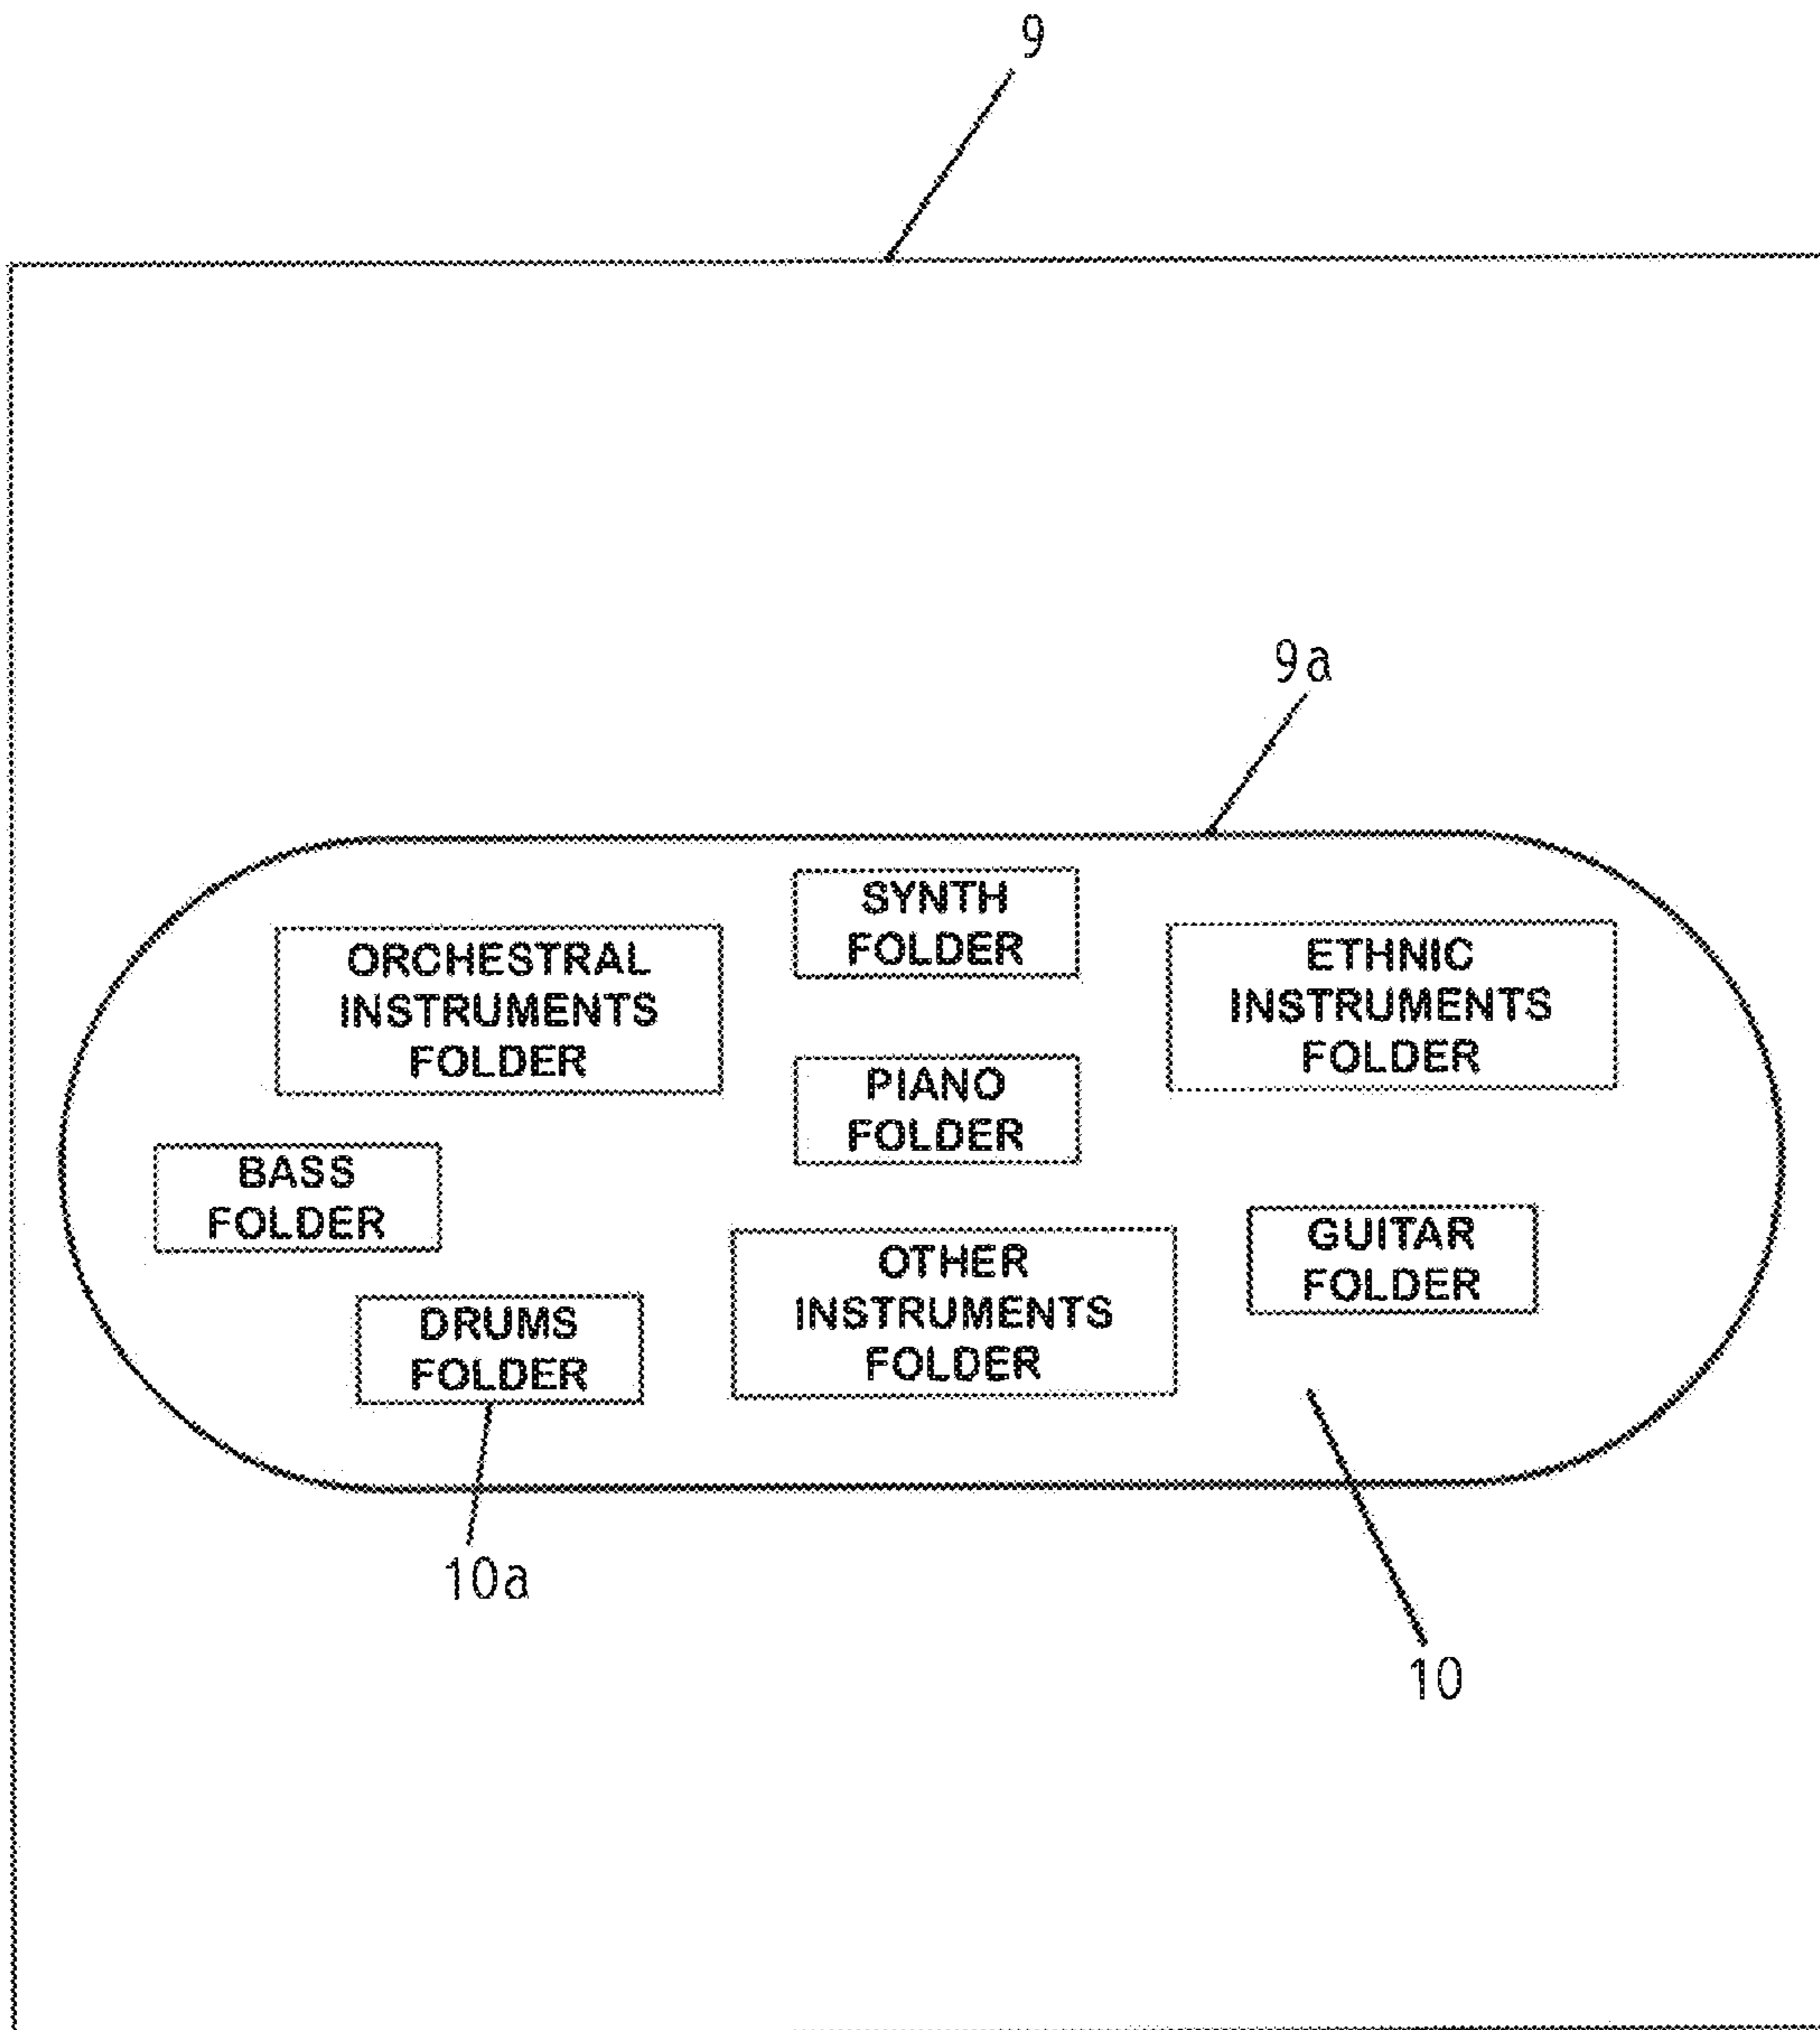 9
9a
SYNTH
FOLDER
ORCHESTRAL
INSTRUMENTS
FOLDER
ETHNIC
INSTRUMENTS
FOLDER
PIANO
FOLDER
BASS
FOLDER
GUITAR
FOLDER
OTHER
INSTRUMENTS
FOLDER
DRUMS
FOLDER
10a
10